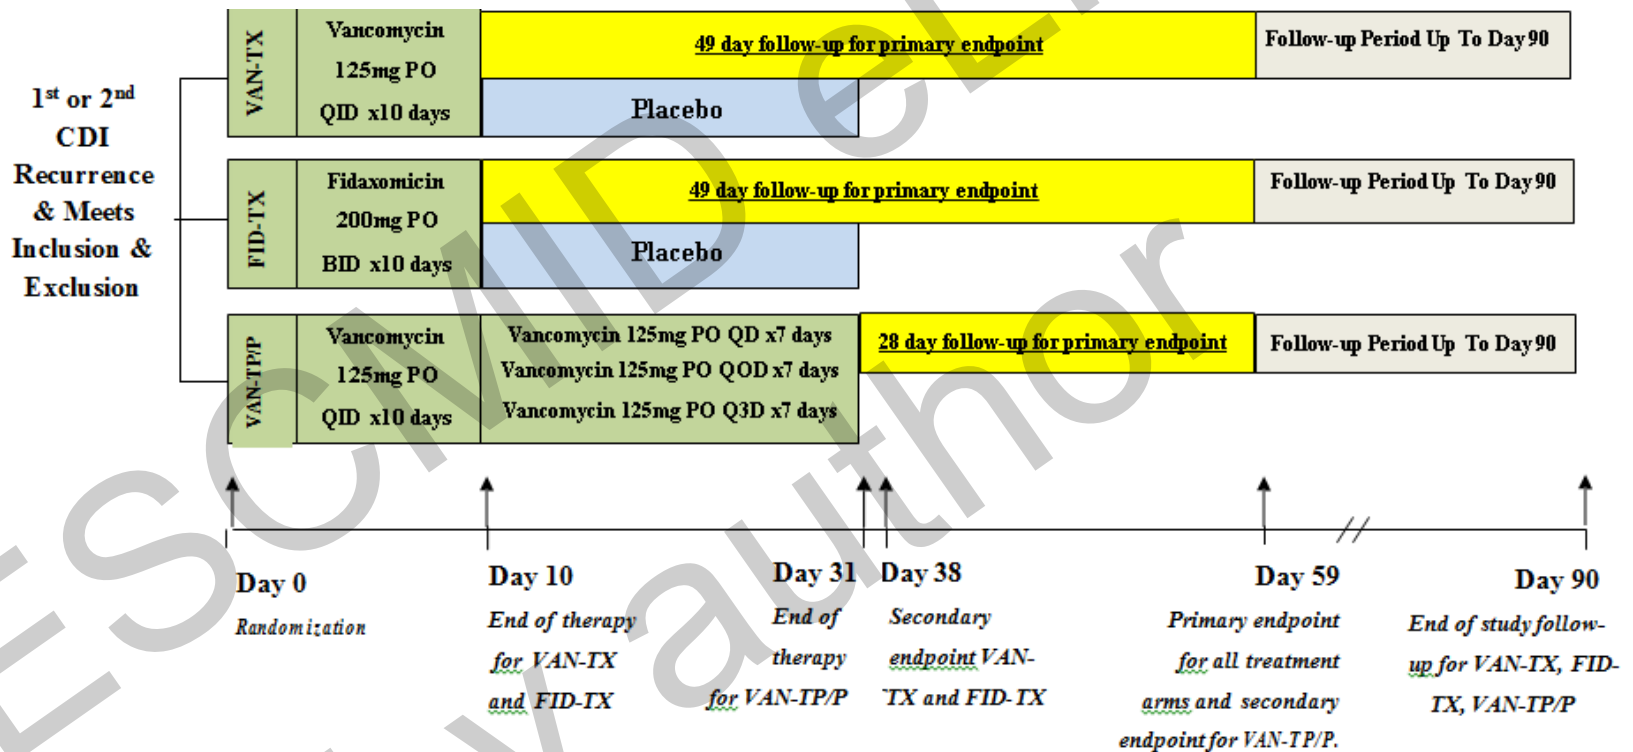 1st or 2nd
CDI
Recurrence
& Meets
Inclusion &
Exclusion
VAN-TX
Vancomycin
125mg PO
QID x10 days
49 day follow-up for primary endpoint
Placebo
Follow-up Period Up To Day 90
FID-TX
Fidaxomicin
200mg PO
BID x10 days
49 day follow-up for primary endpoint
Placebo
Follow-up Period Up To Day 90
VAN-TP/P
Vancomycin
125mg PO
QID x10 days
Vancomycin 125mg PO QD x7 days
Vancomycin 125mg PO QOD x7 days
Vancomycin 125mg PO Q3D x7 days
28 day follow-up for primary endpoint
Follow-up Period Up To Day 90
Day 0
Randomization
Day 10
End of therapy
for VAN-TX
and FID-TX
Day 31
End of
therapy
for VAN-TP/P
Day 38
Secondary
endpoint VAN-
TX and FID-TX
Day 59
Primary endpoint
for all treatment
arms and secondary
endpoint for VAN-TP/P.
Day 90
End of study follow-
up for VAN-TX, FID-
TX, VAN-TP/P
ESCMID eL
y author